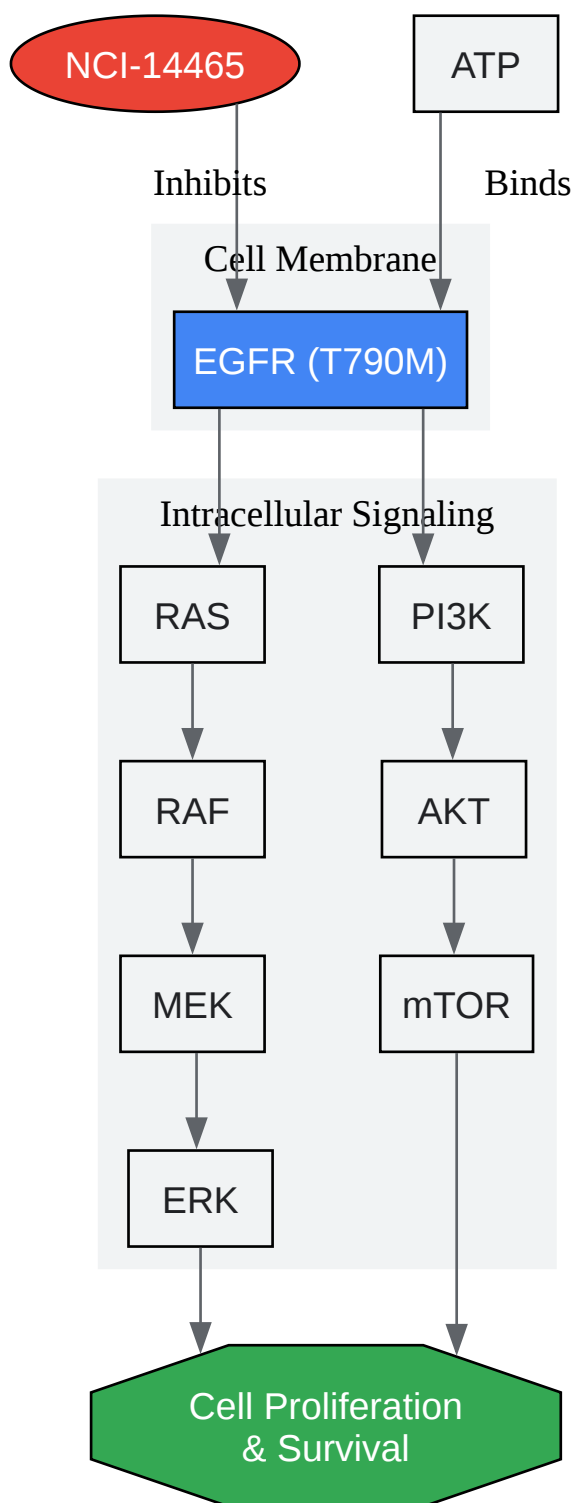 NCI-14465
ATP
Inhibits
Binds
Cell Membrane
EGFR (T790M)
Intracellular Signaling
RAS
PI3K
RAF
AKT
MEK
mTOR
ERK
Cell Proliferation
& Survival